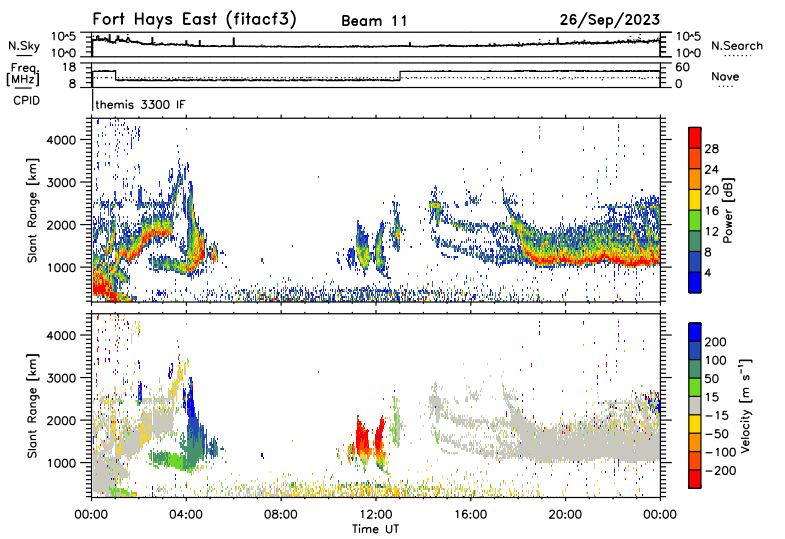 Fort Hays East (fitacf3) Beam 11 26/Sep/2023
N.Sky 10^5 10^0 10^5 10^0 N.Search
Freq. [MHz] 18 8 60 0 Nave
CPID themis 3300 IF
Slant Range [km]
4000
3000
2000
1000
Power [dB]
28
24
20
16
12
8
4
Slant Range [km]
4000
3000
2000
1000
Velocity [m s⁻¹]
200
100
50
15
−15
−50
−100
−200
00:00 04:00 08:00 12:00 16:00 20:00 00:00
Time UT